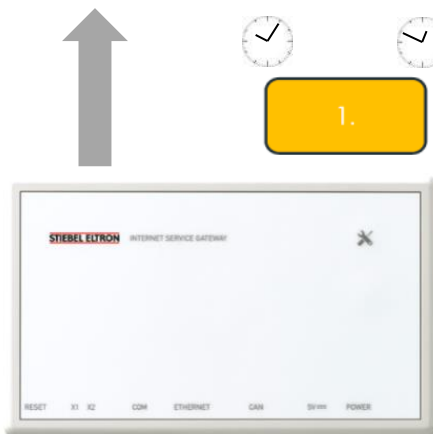 1.
STIEBEL ELTRON INTERNET SERVICE GATEWAY
RESET X1 X2 COM ETHERNET CAN 5V POWER